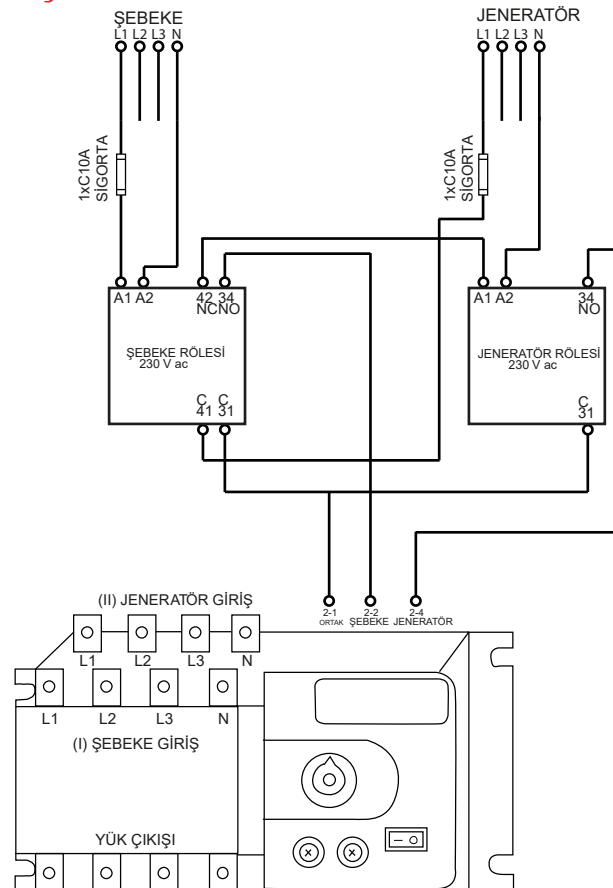 ŞEBEKE
L1 L2 L3 N
JENERATÖR
L1 L2 L3 N
1xC10A
SİGORTA
1xC10A
SİGORTA
A1 A2
42 34
NCNO
ŞEBEKE RÖLESİ
230 V ac
C C
41 31
A1 A2
34
NO
JENERATÖR RÖLESİ
230 V ac
C
31
2-1
ORTAK
2-2
ŞEBEKE
2-4
JENERATÖR
(II) JENERATÖR GİRİŞ
L1 L2 L3 N
L1 L2 L3 N
(I) ŞEBEKE GİRİŞ
YÜK ÇIKIŞI